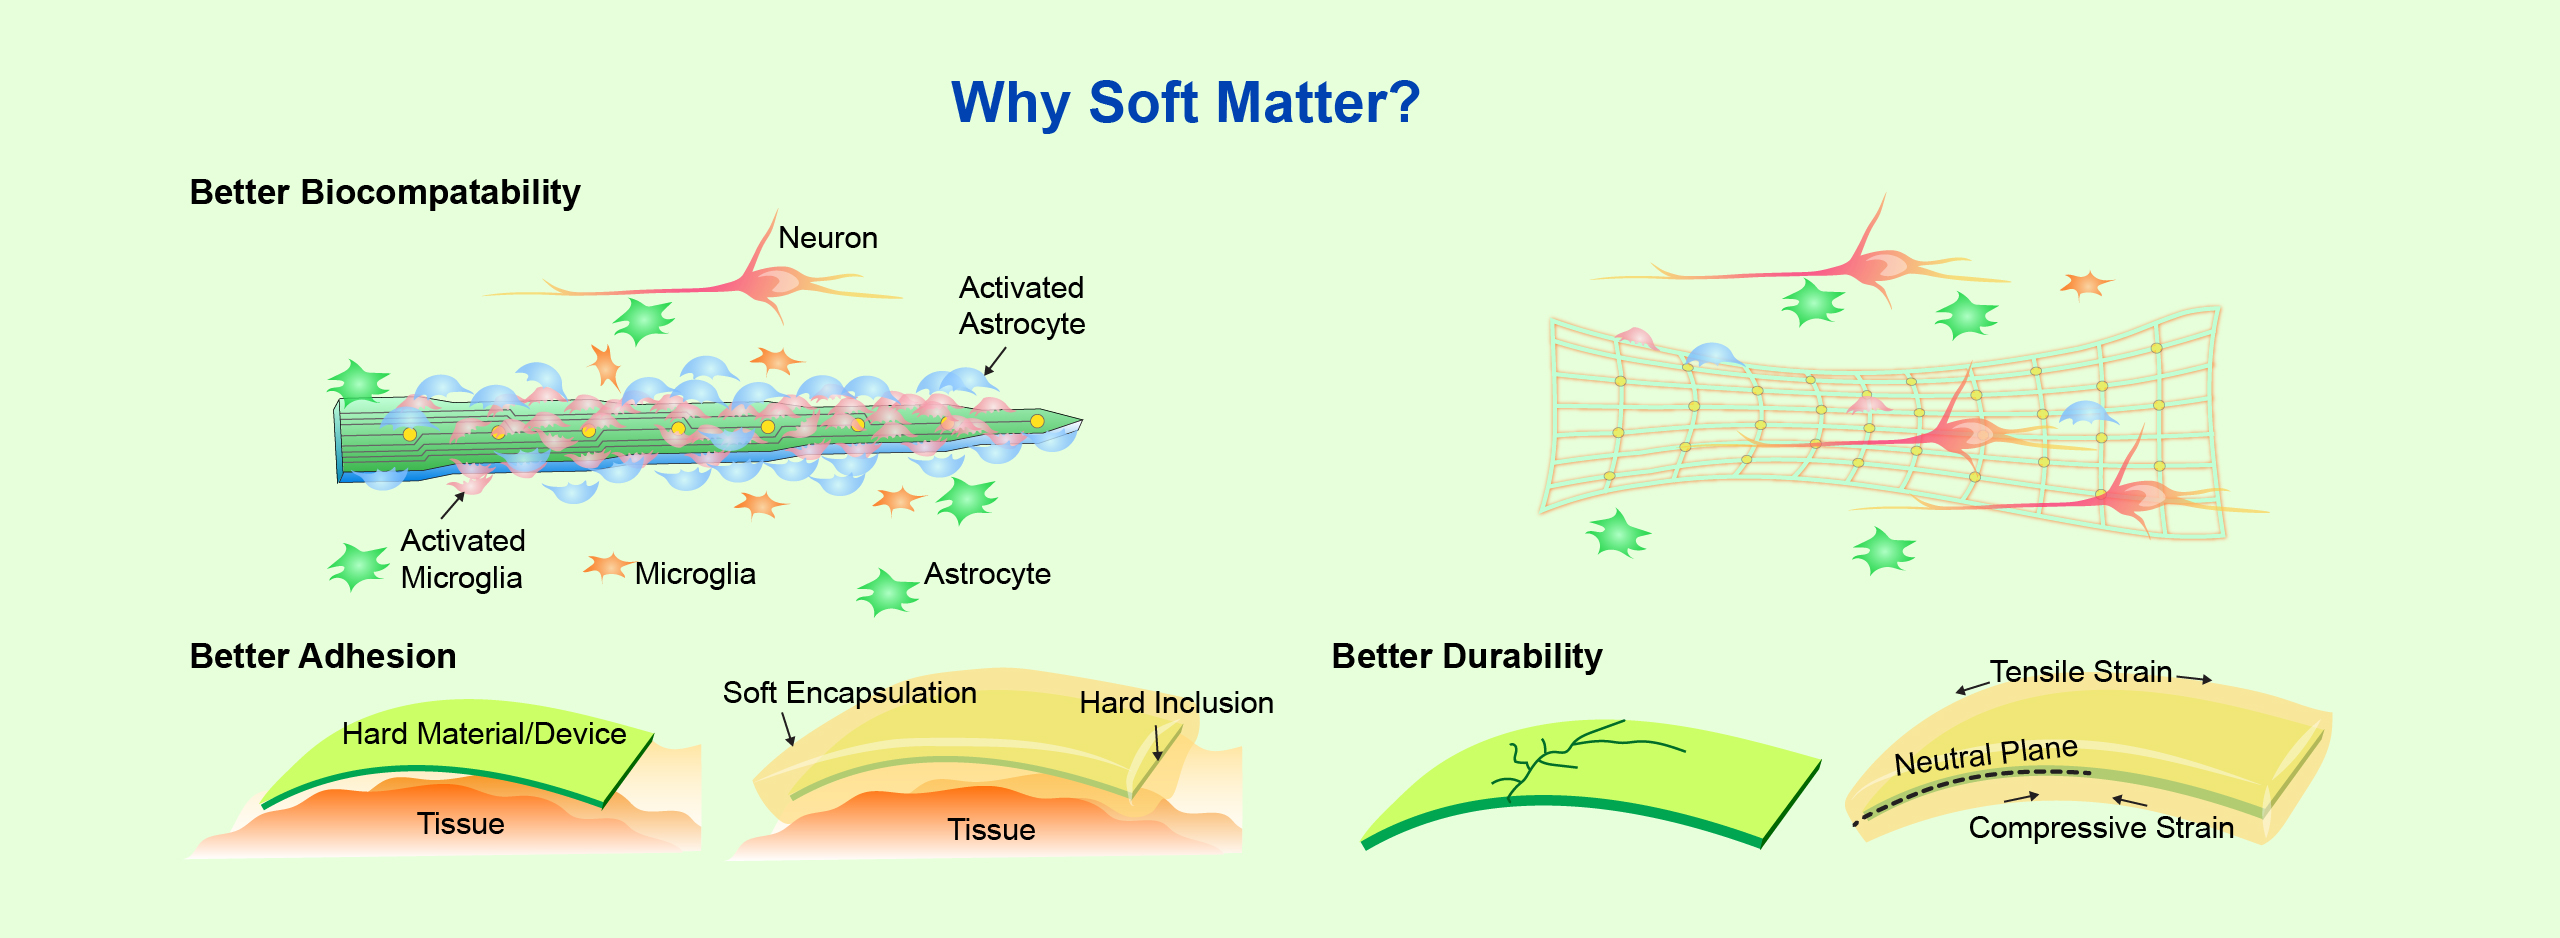 Why Soft Matter?
Better Biocompatability
Neuron
Activated
Astrocyte
Activated
Microglia
Microglia
Astrocyte
Better Adhesion
Hard Material/Device
Tissue
Soft Encapsulation
Hard Inclusion
Tissue
Better Durability
Tensile Strain
Neutral Plane
Compressive Strain